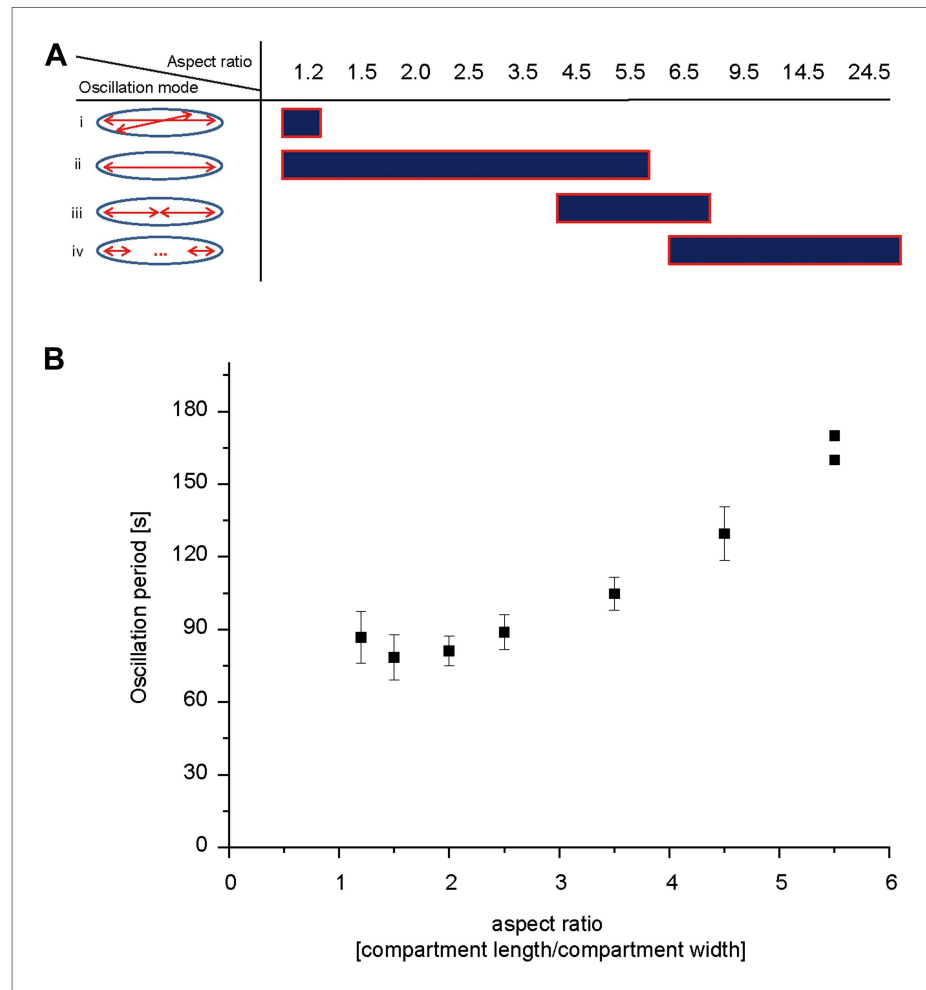 A
Aspect ratio
Oscillation mode
1.2 1.5 2.0 2.5 3.5 4.5 5.5 6.5 9.5 14.5 24.5
i
ii
iii
iv
...
B
Oscillation period [s]
180
150
120
90
60
30
0
0 1 2 3 4 5 6
aspect ratio
[compartment length/compartment width]